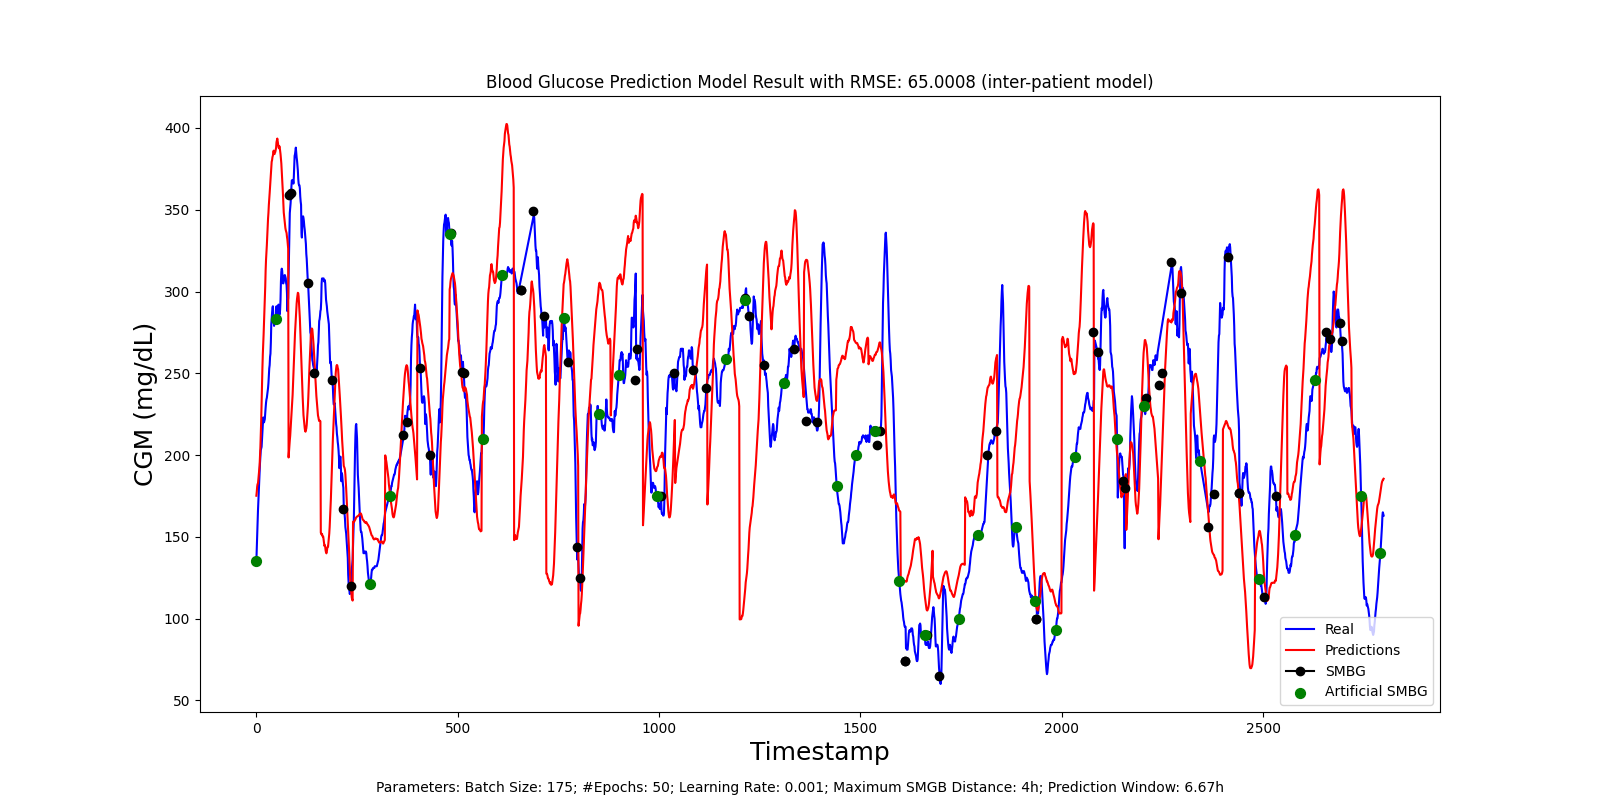 Blood Glucose Prediction Model Result with RMSE: 65.0008 (inter-patient model)
CGM (mg/dL)
400
350
300
250
200
150
100
50
0
500
1000
1500
2000
2500
Real
Predictions
SMBG
Artificial SMBG
Timestamp
Parameters: Batch Size: 175; #Epochs: 50; Learning Rate: 0.001; Maximum SMGB Distance: 4h; Prediction Window: 6.67h